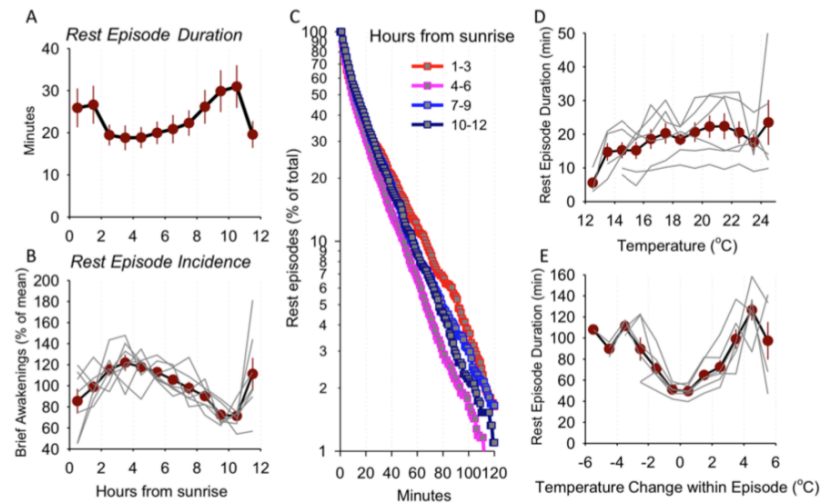 A
Rest Episode Duration
Minutes
40
30
20
10
0
0 2 4 6 8 10 12
B
Rest Episode Incidence
Brief Awakenings (% of mean)
200
180
160
140
120
100
80
60
40
0 2 4 6 8 10 12
Hours from sunrise
C
Hours from sunrise
1-3
4-6
7-9
10-12
Rest episodes (% of total)
100
80
70
60
50
40
30
20
10
8
7
6
5
4
3
2
1
0 20 40 60 80 100 120
Minutes
D
Rest Episode Duration (min)
50
40
30
20
10
0
12 14 16 18 20 22 24
Temperature (°C)
E
Rest Episode Duration (min)
160
140
120
100
80
60
40
20
0
-6 -4 -2 0 2 4 6
Temperature Change within Episode (°C)